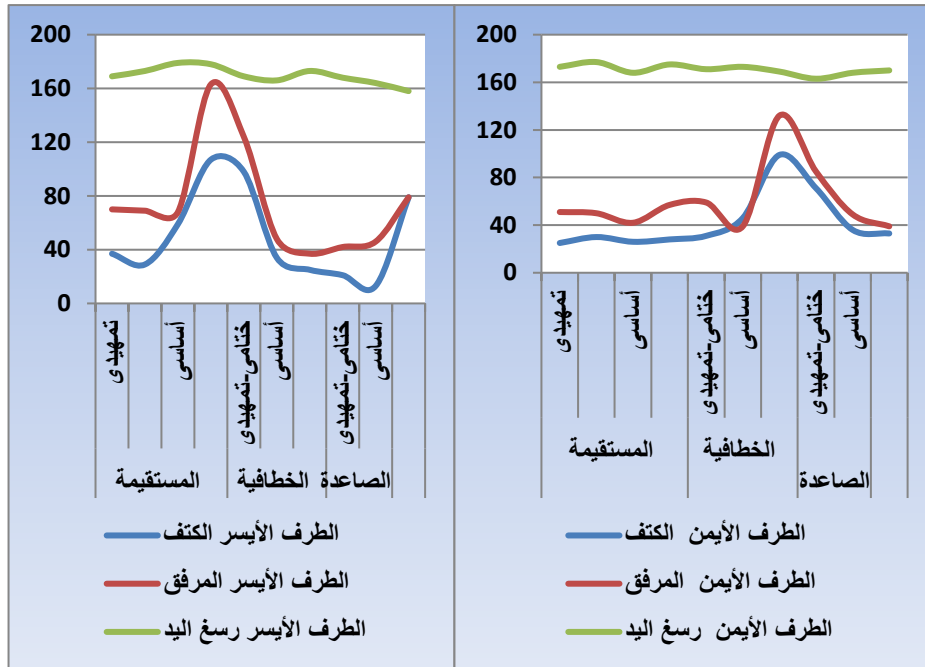 200
160
120
80
40
0
تمهيدى
أساسى
ختامى-تمهيدى
أساسى
ختامى-تمهيدى
أساسى
المستقيمة
الخطافية
الصاعدة
الطرف الأيسر الكتف
الطرف الأيسر المرفق
الطرف الأيسر رسغ اليد
200
160
120
80
40
0
تمهيدى
أساسى
ختامى-تمهيدى
أساسى
ختامى-تمهيدى
أساسى
المستقيمة
الخطافية
الصاعدة
الطرف الأيمن الكتف
الطرف الأيمن المرفق
الطرف الأيمن رسغ اليد